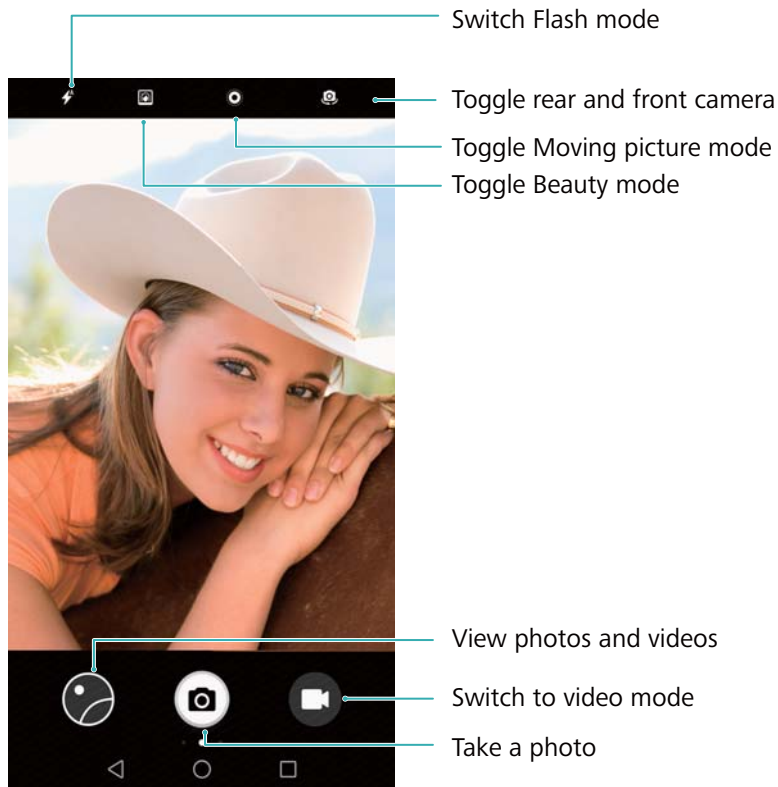 Switch Flash mode
Toggle rear and front camera
Toggle Moving picture mode
Toggle Beauty mode
View photos and videos
Switch to video mode
Take a photo